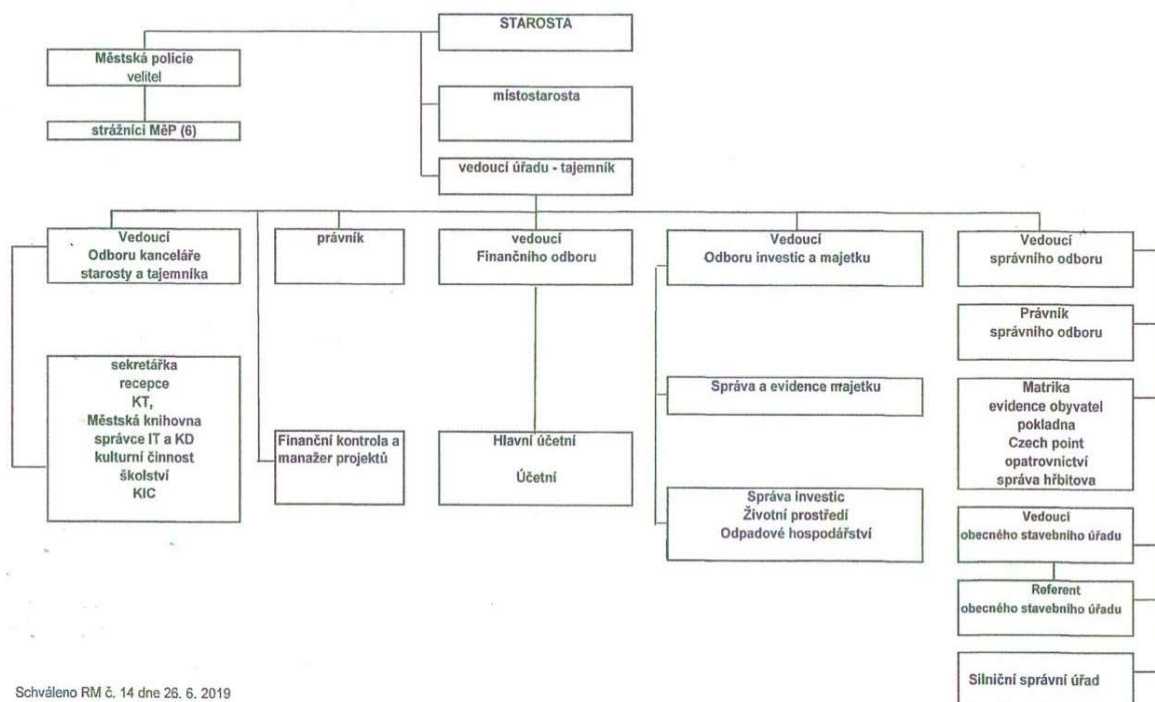 STAROSTA
Městská policie
velitel
místostarosta
strážníci MěP (6)
vedoucí úřadu - tajemník
Vedoucí
Odboru kanceláře
starosty a tajemníka
právník
vedoucí
Finančního odboru
Vedoucí
Odboru investic a majetku
Vedoucí
správního odboru
Právník
správního odboru
sekretářka
recepce
KT,
Městská knihovna
správce IT a KD
kulturní činnost
školství
KIC
Finanční kontrola a
manažer projektů
Hlavní účetní
Účetní
Správa a evidence majetku
Správa investic
Životní prostředí
Odpadové hospodářství
Matrika
evidence obyvatel
pokladna
Czech point
opatrovnictví
správa hřbitova
Vedoucí
obecného stavebního úřadu
Referent
obecného stavebního úřadu
Silniční správní úřad
Schváleno RM č. 14 dne 26. 6. 2019